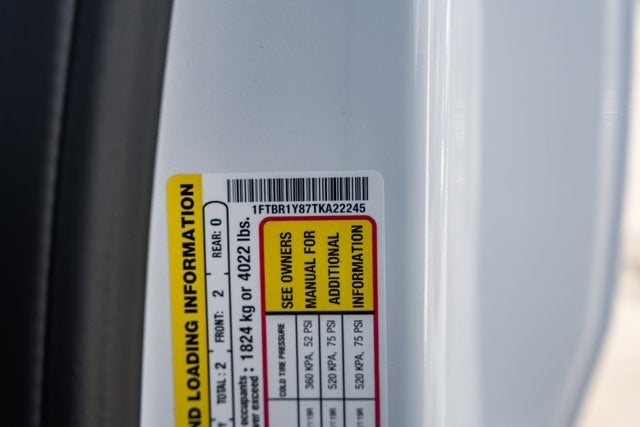 1FTBR1Y87TKA22245
ND LOADING INFORMATION
TOTAL: 2 FRONT: 2 REAR: 0
occupants
ver exceed : 1824 kg or 4022 lbs.
COLD TIRE PRESSURE SEE OWNERS
360 KPA, 52 PSI MANUAL FOR
520 KPA, 75 PSI ADDITIONAL
520 KPA, 75 PSI INFORMATION